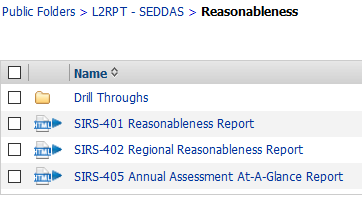 Public Folders > L2RPT - SEDDAS > Reasonableness
Name
Drill Throughs
SIRS-401 Reasonableness Report
SIRS-402 Regional Reasonableness Report
SIRS-405 Annual Assessment At-A-Glance Report